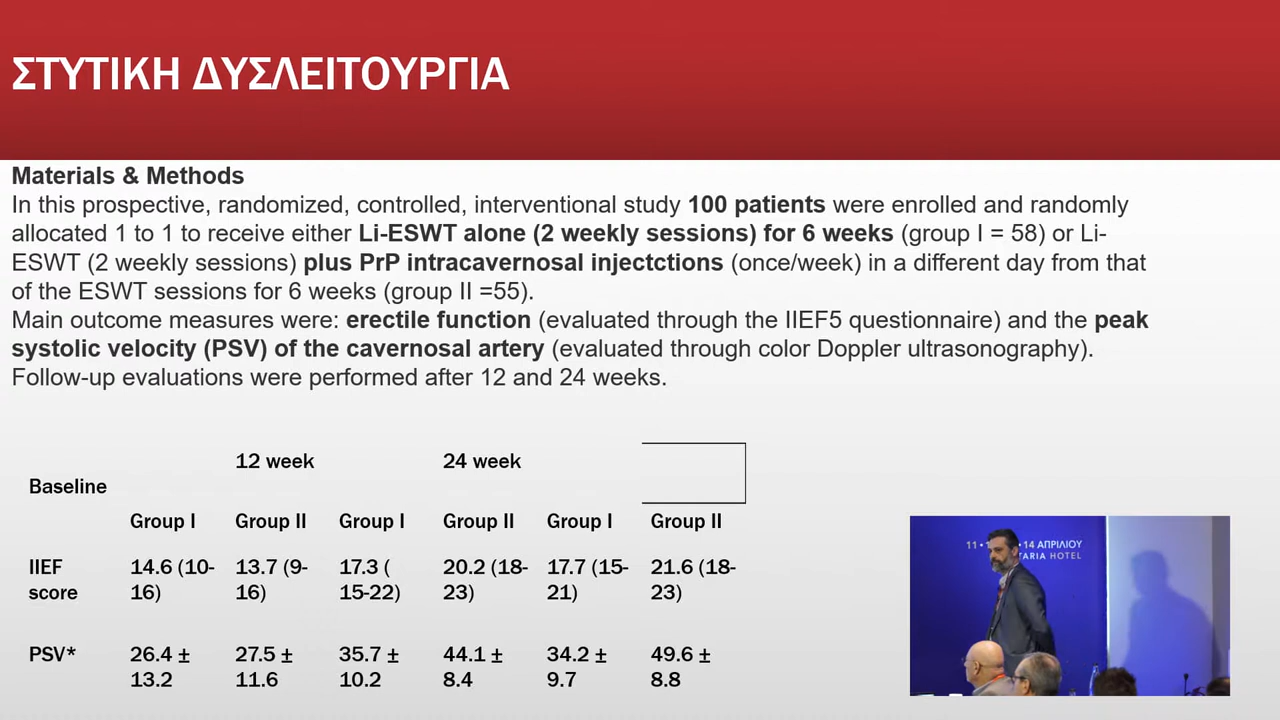 ΣΤΥΤΙΚΗ ΔΥΣΛΕΙΤΟΥΡΓΙΑ
Materials & Methods
In this prospective, randomized, controlled, interventional study 100 patients were enrolled and randomly
allocated 1 to 1 to receive either Li-ESWT alone (2 weekly sessions) for 6 weeks (group I = 58) or Li-
ESWT (2 weekly sessions) plus PrP intracavernosal injectctions (once/week) in a different day from that
of the ESWT sessions for 6 weeks (group II =55).
Main outcome measures were: erectile function (evaluated through the IIEF5 questionnaire) and the peak
systolic velocity (PSV) of the cavernosal artery (evaluated through color Doppler ultrasonography).
Follow-up evaluations were performed after 12 and 24 weeks.
12 week 24 week
Baseline
Group I Group II Group I Group II Group I Group II
IIEF 14.6 (10- 13.7 (9- 17.3 ( 20.2 (18- 17.7 (15- 21.6 (18-
score 16) 16) 15-22) 23) 21) 23)
PSV* 26.4 ± 27.5 ± 35.7 ± 44.1 ± 34.2 ± 49.6 ±
13.2 11.6 10.2 8.4 9.7 8.8
11 • 14 ΑΠΡΙΛΙΟΥ
TARIA HOTEL